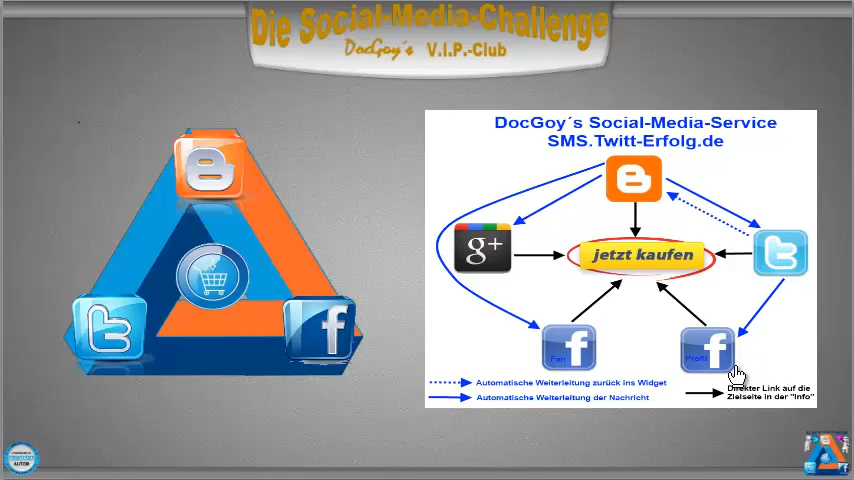 Die Social-Media-Challenge
DocGoy´s V.I.P.-Club
DocGoy´s Social-Media-Service
SMS.Twitt-Erfolg.de
g+
jetzt kaufen
t
t
f
Fan
f
Profil
f
Automatische Weiterleitung zurück ins Widget
Automatische Weiterleitung der Nachricht
Direkter Link auf die
Zielseite in der "Info"
AUTOR